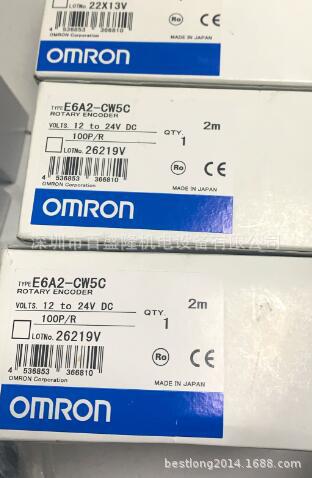 LOTNo. 22X13V
4 536853 366810
OMRON Corporation
MADE IN JAPAN
OMRON
TYPE E6A2-CW5C
ROTARY ENCODER
VOLTS. 12 to 24V DC
2m
100P/R
QTY.
1
LOTNo. 26219V
4 536853 366810
OMRON Corporation
Ro
CE
MADE IN JAPAN
OMRON
深圳市百盛隆机电设备有限公司
TYPE E6A2-CW5C
ROTARY ENCODER
VOLTS. 12 to 24V DC
2m
100P/R
QTY.
1
LOTNo. 26219V
4 536853 366810
OMRON Corporation
Ro
CE
MADE IN JAPAN
OMRON
bestlong2014.1688.com